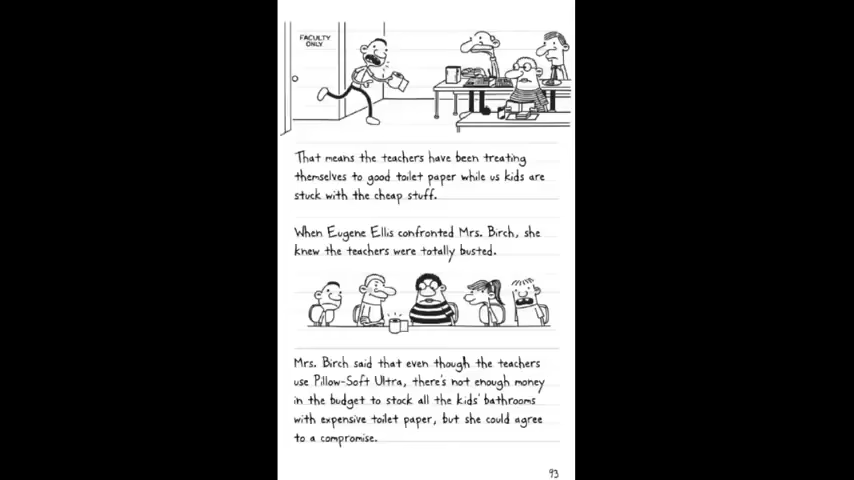 FACULTY
ONLY
That means the teachers have been treating
themselves to good toilet paper while us kids are
stuck with the cheap stuff.
When Eugene Ellis confronted Mrs. Birch, she
knew the teachers were totally busted.
Mrs. Birch said that even though the teachers
use Pillow-Soft Ultra, there's not enough money
in the budget to stock all the kids' bathrooms
with expensive toilet paper, but she could agree
to a compromise.
93